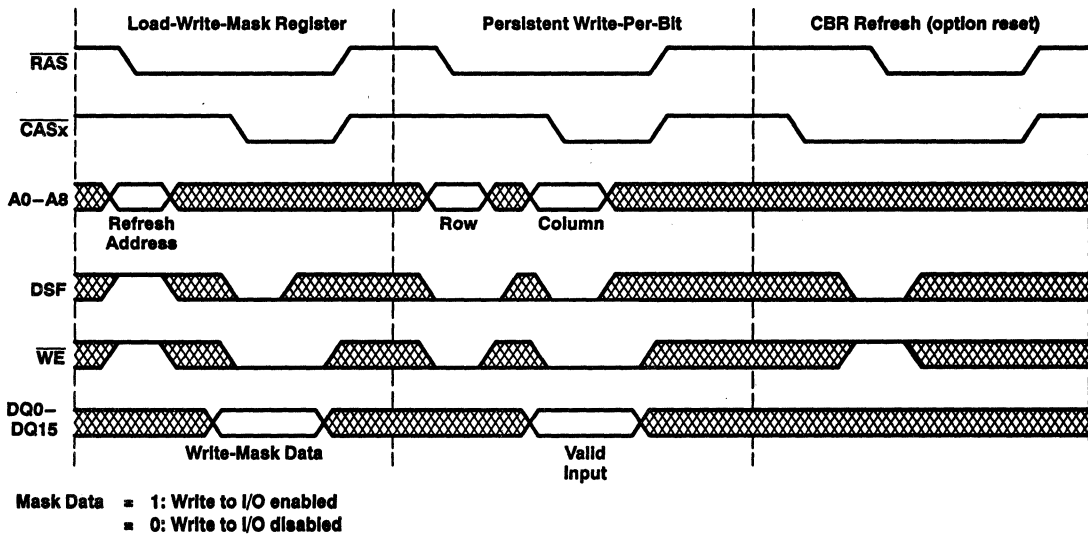 Load-Write-Mask Register
Persistent Write-Per-Bit
CBR Refresh (option reset)
RAS
CASx
A0–A8
Refresh
Address
Row
Column
DSF
WE
DQ0–
DQ15
Write-Mask Data
Valid
Input
Mask Data = 1: Write to I/O enabled
= 0: Write to I/O disabled